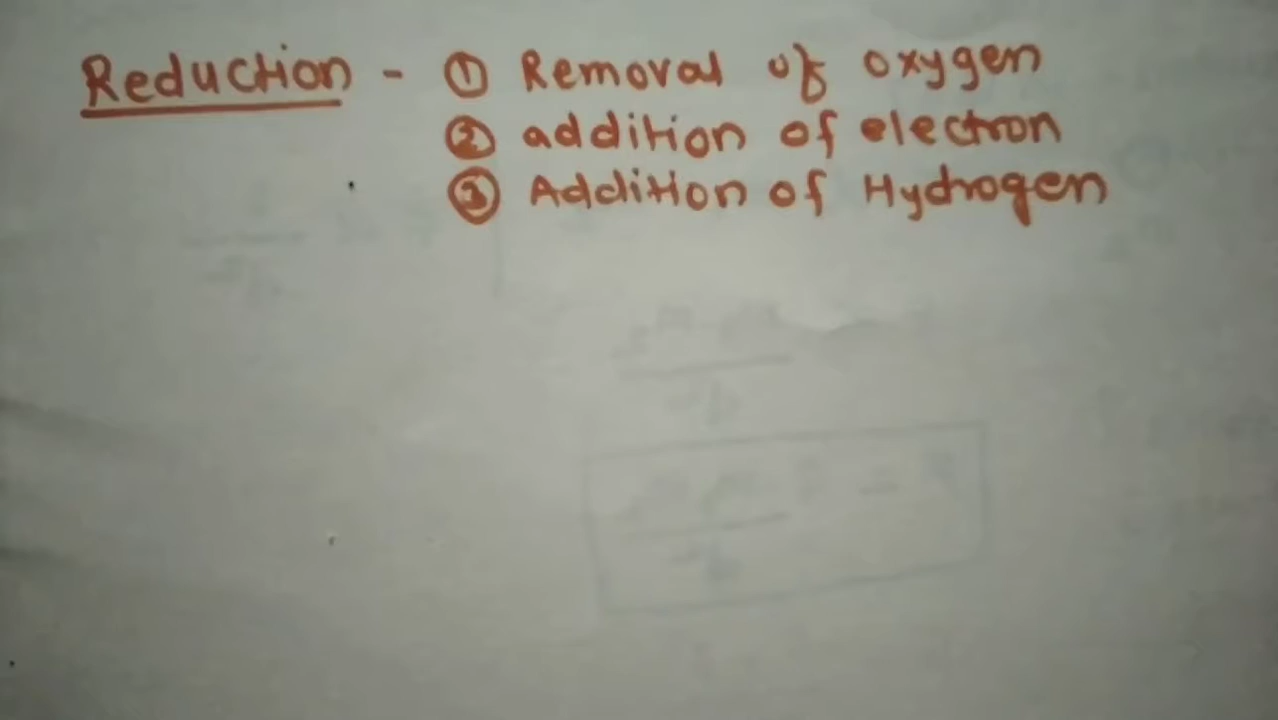 Reduction - ① Removal of oxygen
② addition of electron
③ Addition of Hydrogen